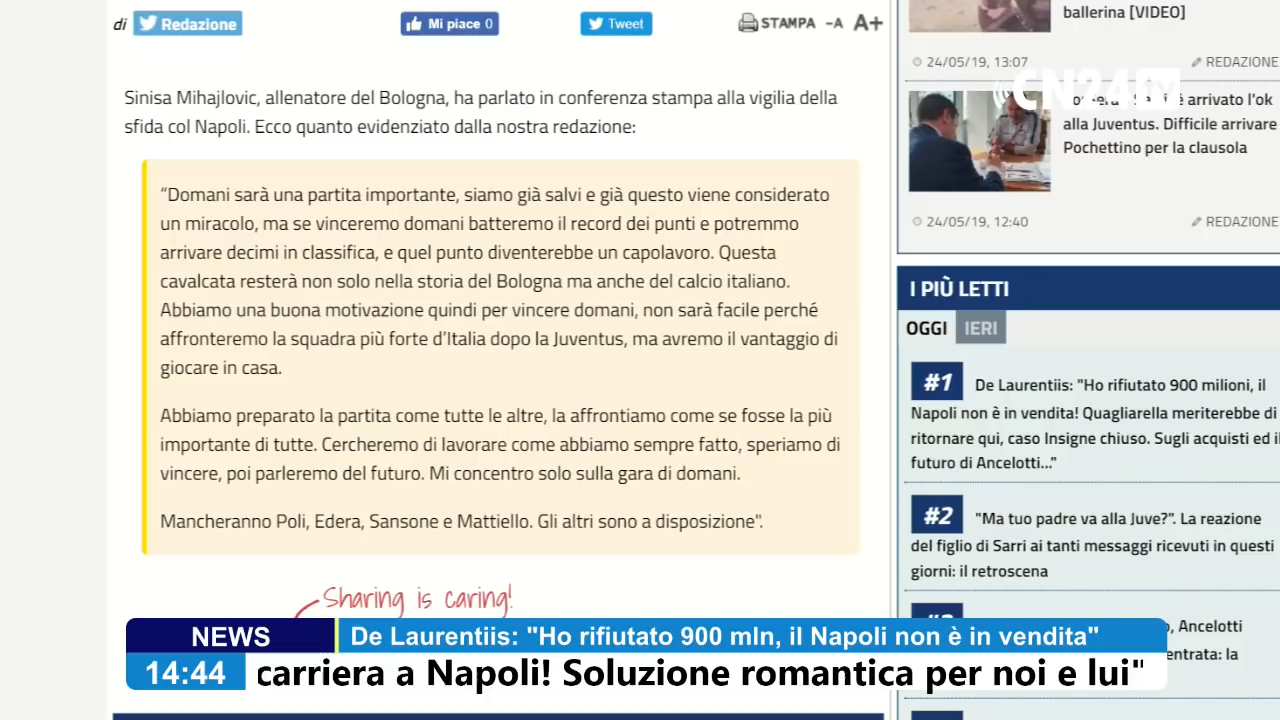 di Redazione
Mi piace 0
Tweet
STAMPA -A A+
Sinisa Mihajlovic, allenatore del Bologna, ha parlato in conferenza stampa alla vigilia della
sfida col Napoli. Ecco quanto evidenziato dalla nostra redazione:
“Domani sarà una partita importante, siamo già salvi e già questo viene considerato
un miracolo, ma se vinceremo domani batteremo il record dei punti e potremmo
arrivare decimi in classifica, e quel punto diventerebbe un capolavoro. Questa
cavalcata resterà non solo nella storia del Bologna ma anche del calcio italiano.
Abbiamo una buona motivazione quindi per vincere domani, non sarà facile perché
affronteremo la squadra più forte d’Italia dopo la Juventus, ma avremo il vantaggio di
giocare in casa.
Abbiamo preparato la partita come tutte le altre, la affrontiamo come se fosse la più
importante di tutte. Cercheremo di lavorare come abbiamo sempre fatto, speriamo di
vincere, poi parleremo del futuro. Mi concentro solo sulla gara di domani.
Mancheranno Poli, Edera, Sansone e Mattiello. Gli altri sono a disposizione".
Sharing is caring!
ballerina [VIDEO]
24/05/19, 13:07 REDAZIONE
CN24 TV
è arrivato l'ok
alla Juventus. Difficile arrivare
Pochettino per la clausola
24/05/19, 12:40 REDAZIONE
I PIÙ LETTI
OGGI IERI
#1 De Laurentiis: "Ho rifiutato 900 milioni, il
Napoli non è in vendita! Quagliarella meriterebbe di
ritornare qui, caso Insigne chiuso. Sugli acquisti ed il
futuro di Ancelotti..."
#2 "Ma tuo padre va alla Juve?". La reazione
del figlio di Sarri ai tanti messaggi ricevuti in questi
giorni: il retroscena
Ancelotti
entrata: la
NEWS De Laurentiis: "Ho rifiutato 900 mln, il Napoli non è in vendita"
14:44 carriera a Napoli! Soluzione romantica per noi e lui"